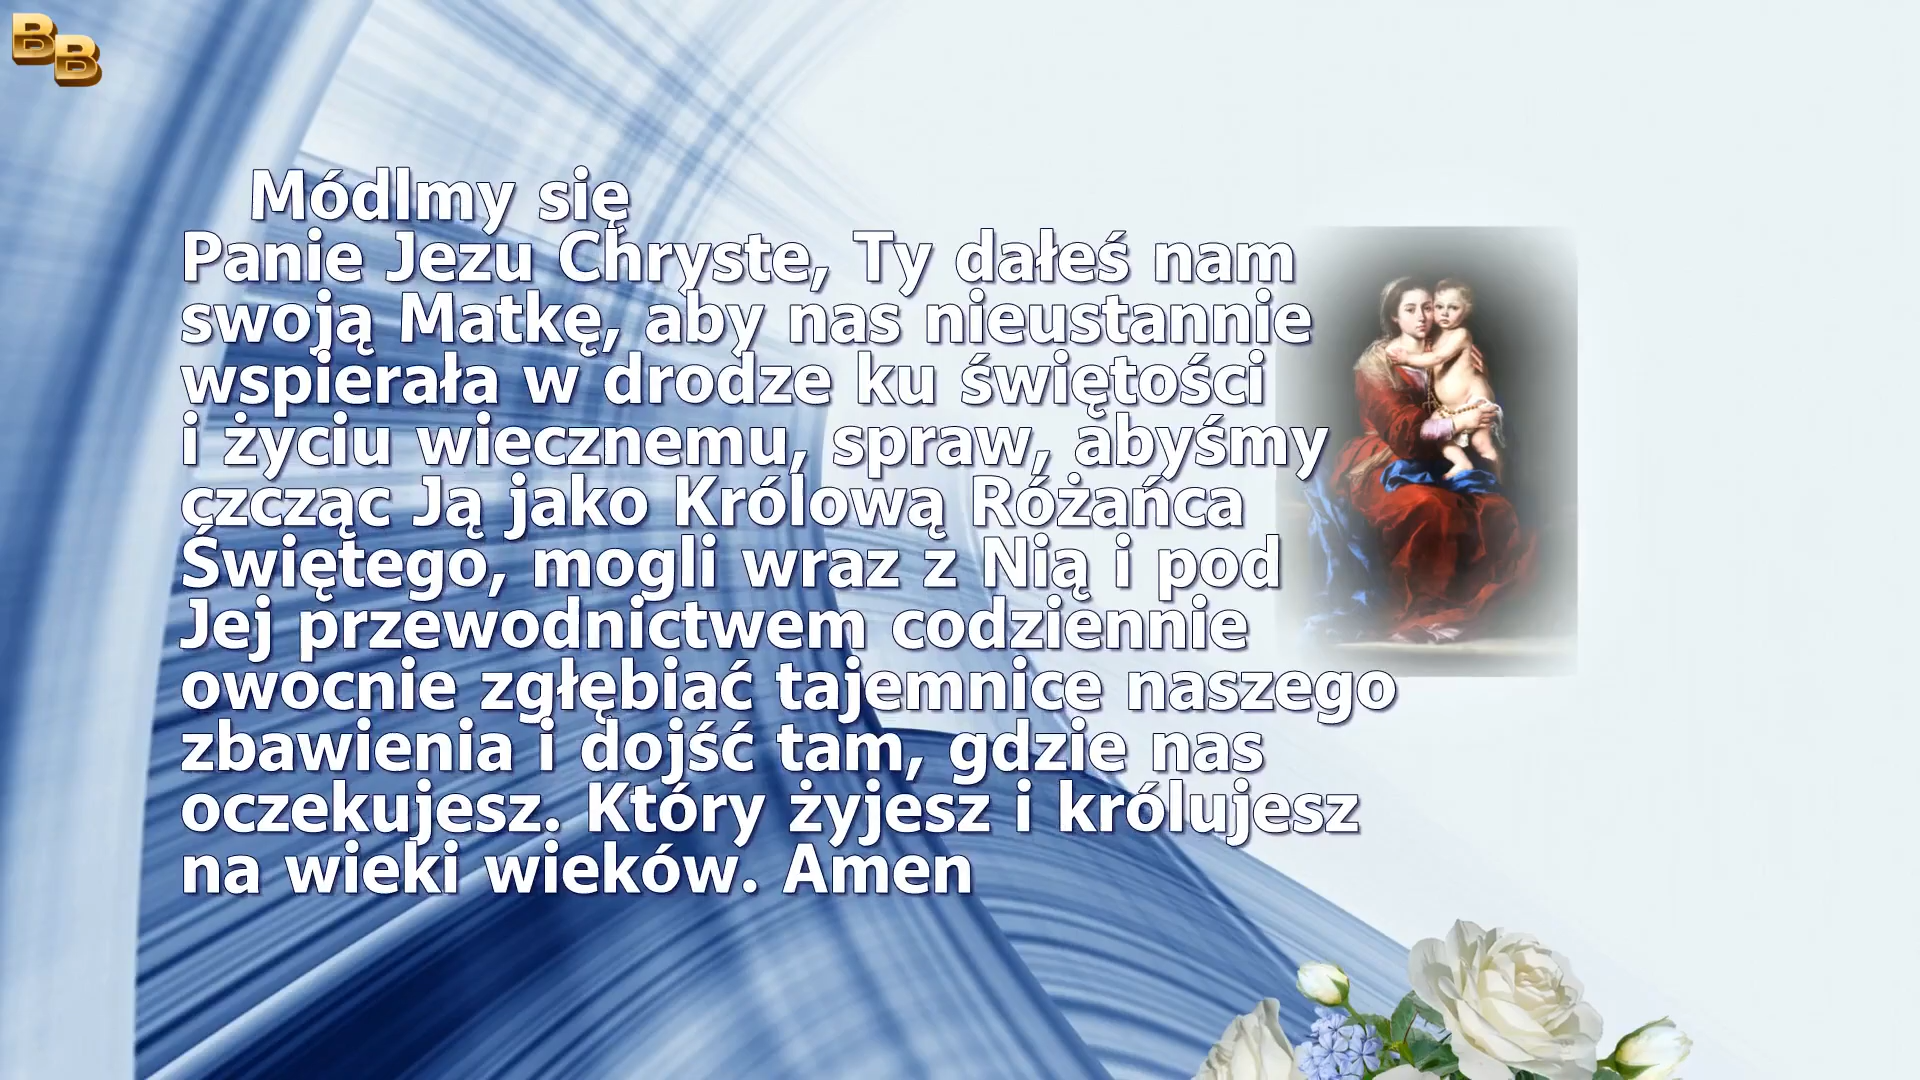 BB
Módlmy się
Panie Jezu Chryste, Ty dałeś nam
swoją Matkę, aby nas nieustannie
wspierała w drodze ku świętości
i życiu wiecznemu, spraw, abyśmy
czcząc Ją jako Królową Różańca
Świętego, mogli wraz z Nią i pod
Jej przewodnictwem codziennie
owocnie zgłębiać tajemnice naszego
zbawienia i dojść tam, gdzie nas
oczekujesz. Który żyjesz i królujesz
na wieki wieków. Amen